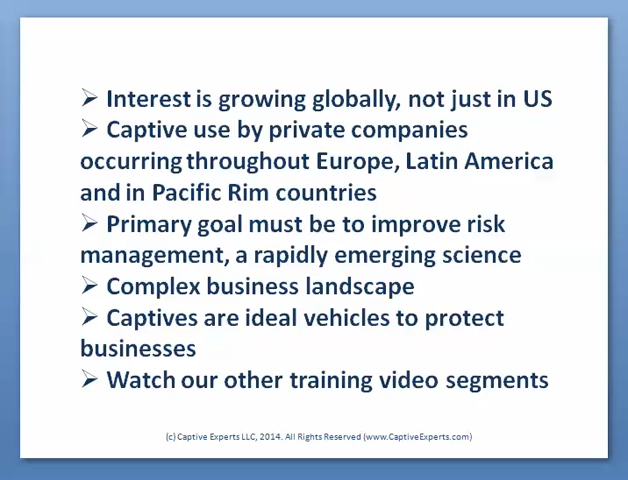 ➢ Interest is growing globally, not just in US
➢ Captive use by private companies
occurring throughout Europe, Latin America
and in Pacific Rim countries
➢ Primary goal must be to improve risk
management, a rapidly emerging science
➢ Complex business landscape
➢ Captives are ideal vehicles to protect
businesses
➢ Watch our other training video segments
(c) Captive Experts LLC, 2014. All Rights Reserved (www.CaptiveExperts.com)